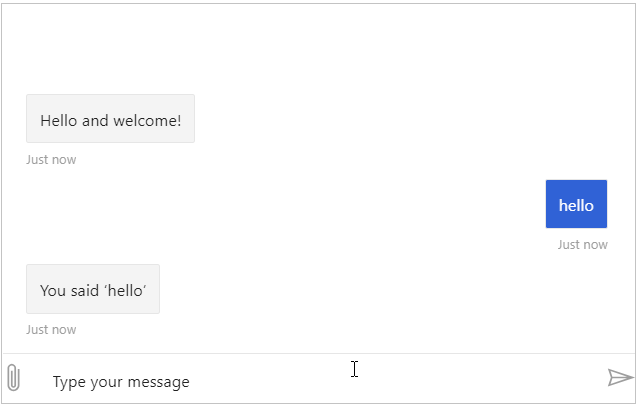 Hello and welcome!
Just now
hello
Just now
You said ‘hello’
Just now
Type your message